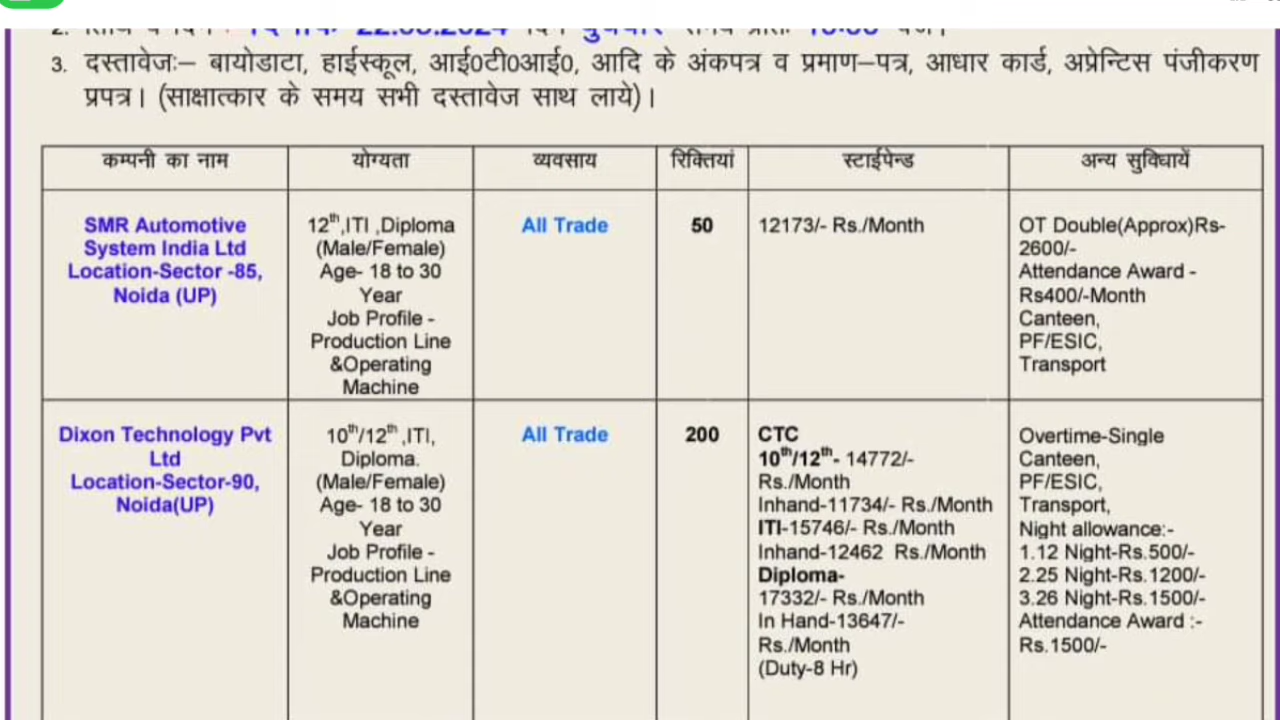 3. दस्तावेजः– बायोडाटा, हाईस्कूल, आई0टी0आई0, आदि के अंकपत्र व प्रमाण–पत्र, आधार कार्ड, अप्रेन्टिस पंजीकरण
प्रपत्र। (साक्षात्कार के समय सभी दस्तावेज साथ लाये)।
कम्पनी का नाम योग्यता व्यवसाय रिक्तियां स्टाईपेन्ड अन्य सुविधायें
SMR Automotive
System India Ltd
Location-Sector -85,
Noida (UP)
12th,ITI ,Diploma
(Male/Female)
Age- 18 to 30
Year
Job Profile -
Production Line
&Operating
Machine
All Trade
50
12173/- Rs./Month
OT Double(Approx)Rs-
2600/-
Attendance Award -
Rs400/-Month
Canteen,
PF/ESIC,
Transport
Dixon Technology Pvt
Ltd
Location-Sector-90,
Noida(UP)
10th/12th ,ITI,
Diploma.
(Male/Female)
Age- 18 to 30
Year
Job Profile -
Production Line
&Operating
Machine
All Trade
200
CTC
10th/12th- 14772/-
Rs./Month
Inhand-11734/- Rs./Month
ITI-15746/- Rs./Month
Inhand-12462 Rs./Month
Diploma-
17332/- Rs./Month
In Hand-13647/-
Rs./Month
(Duty-8 Hr)
Overtime-Single
Canteen,
PF/ESIC,
Transport,
Night allowance:-
1.12 Night-Rs.500/-
2.25 Night-Rs.1200/-
3.26 Night-Rs.1500/-
Attendance Award :-
Rs.1500/-